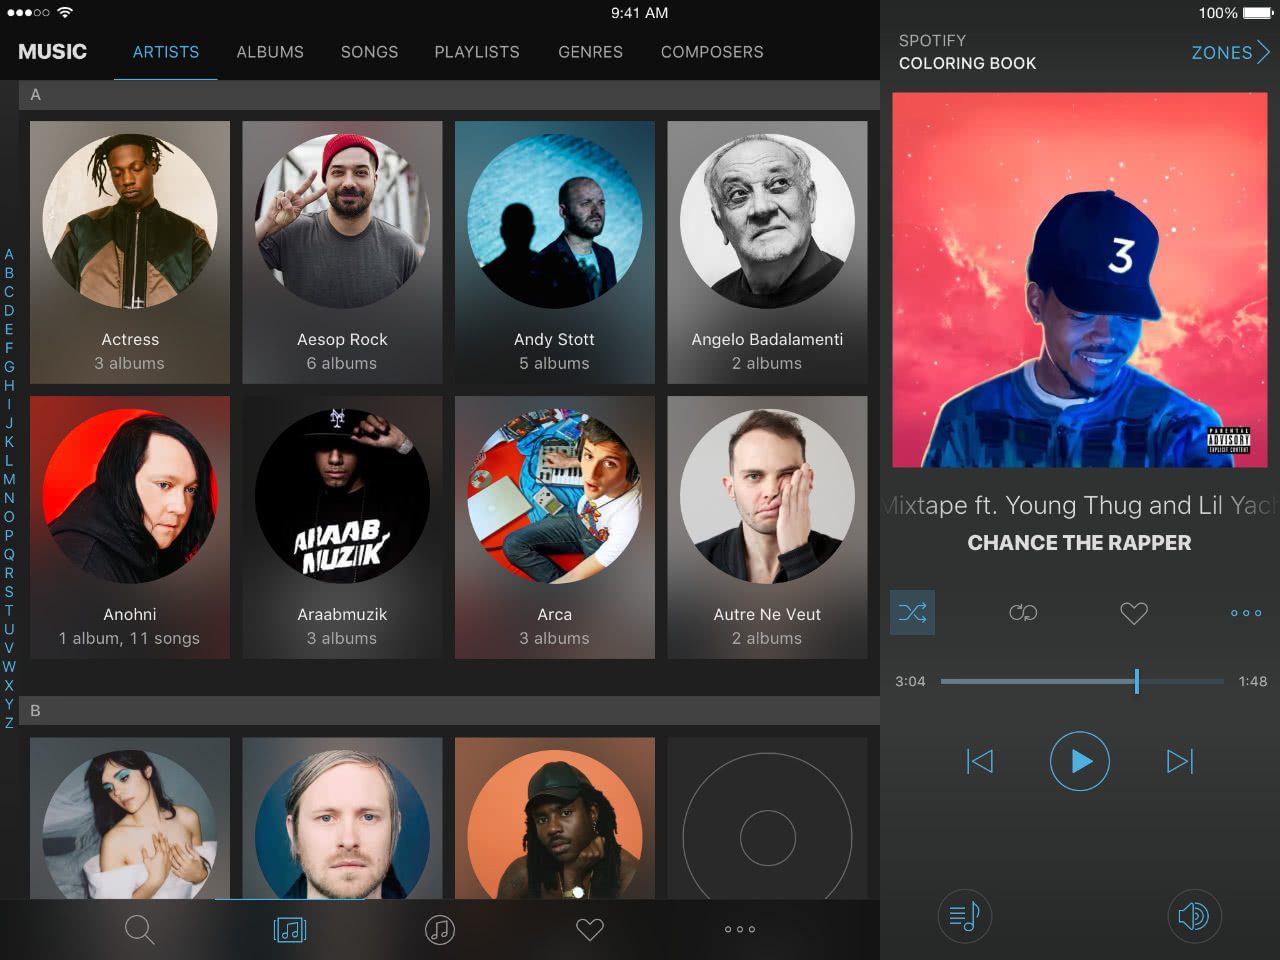 9:41 AM
100%
MUSIC
ARTISTS
ALBUMS
SONGS
PLAYLISTS
GENRES
COMPOSERS
SPOTIFY
COLORING BOOK
ZONES
A
Actress
3 albums
Aesop Rock
6 albums
Andy Stott
5 albums
Angelo Badalamenti
2 albums
Anohni
1 album, 11 songs
ARAAB
MUZIK
Araabmuzik
3 albums
Arca
3 albums
Autre Ne Veut
2 albums
B
A
B
C
D
E
F
G
H
I
J
K
L
M
N
O
P
Q
R
S
T
U
V
W
X
Y
Z
3
PARENTAL
ADVISORY
EXPLICIT CONTENT
Mixtape ft. Young Thug and Lil Yac
CHANCE THE RAPPER
3:04
1:48